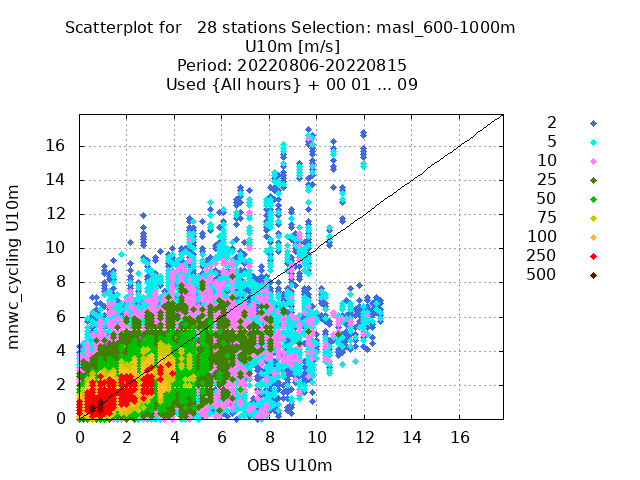 Scatterplot for   28 stations Selection: masl_600-1000m
U10m [m/s]
Period: 20220806-20220815
Used {All hours} + 00 01 ... 09
2
5
10
25
50
75
100
250
500
16
14
12
10
8
6
4
2
0
mnwc_cycling U10m
0 2 4 6 8 10 12 14 16
OBS U10m